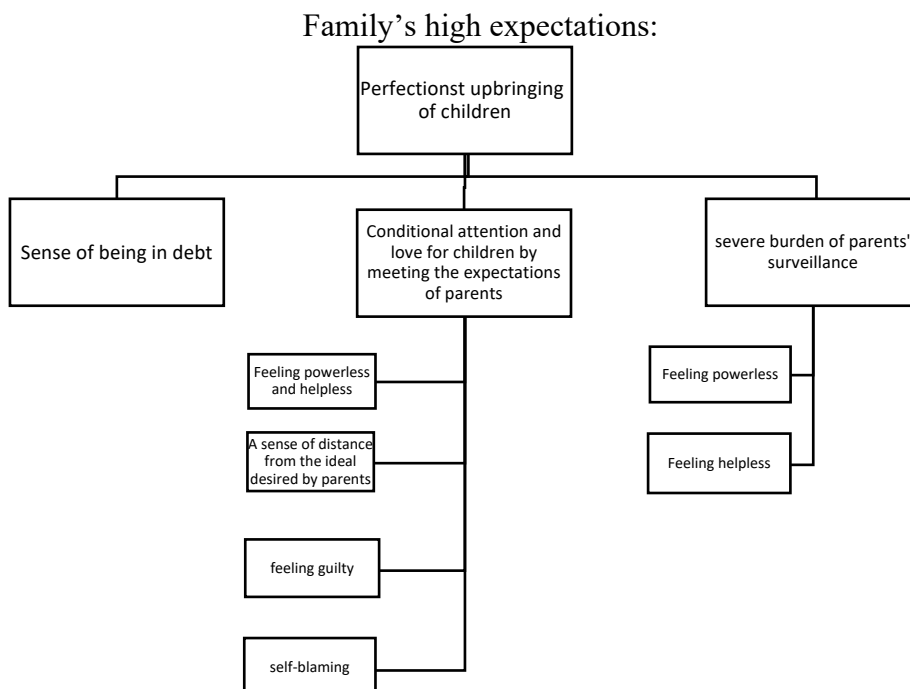 Family’s high expectations:
Perfectionst upbringing
of children
Sense of being in debt
Conditional attention and
love for children by
meeting the expectations
of parents
severe burden of parents'
surveillance
Feeling powerless
and helpless
A sense of distance
from the ideal
desired by parents
feeling guilty
self-blaming
Feeling powerless
Feeling helpless